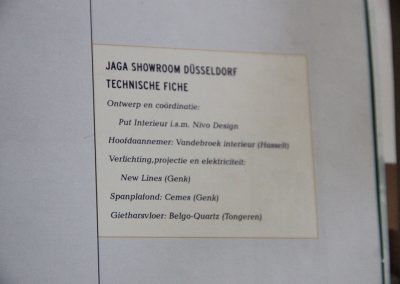 JAGA SHOWROOM DÜSSELDORF
TECHNISCHE FICHE
Ontwerp en coördinatie:
Put Interieur i.s.m. Nivo Design
Hoofdaannemer: Vandebroek interieur (Hasselt)
Verlichting,projectie en elektriciteit:
New Lines (Genk)
Spanplafond: Cemes (Genk)
Gietharsvloer: Belgo-Quartz (Tongeren)